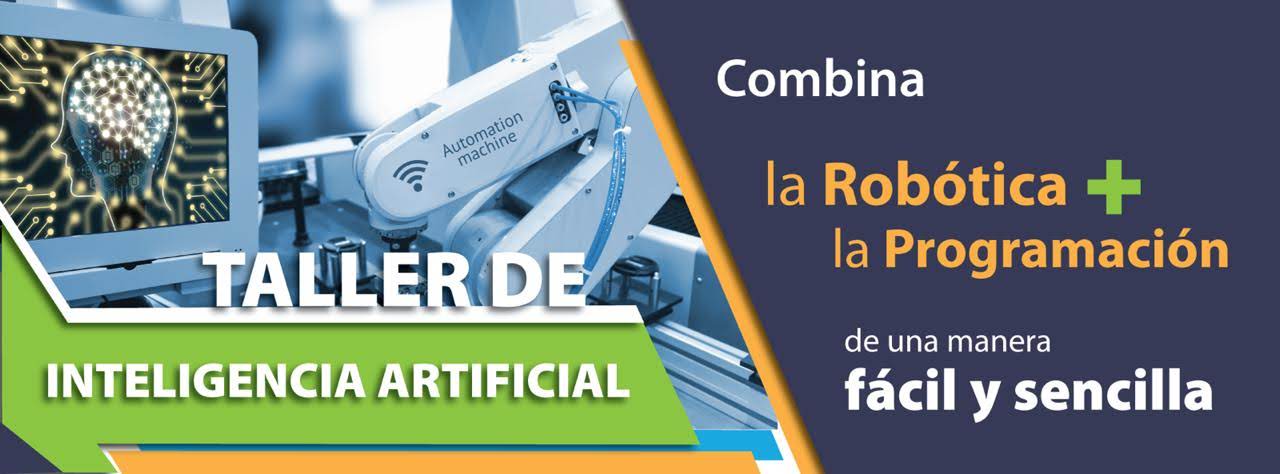 Automation
machine
TALLER DE
INTELIGENCIA ARTIFICIAL
Combina
la Robótica +
la Programación
de una manera
fácil y sencilla